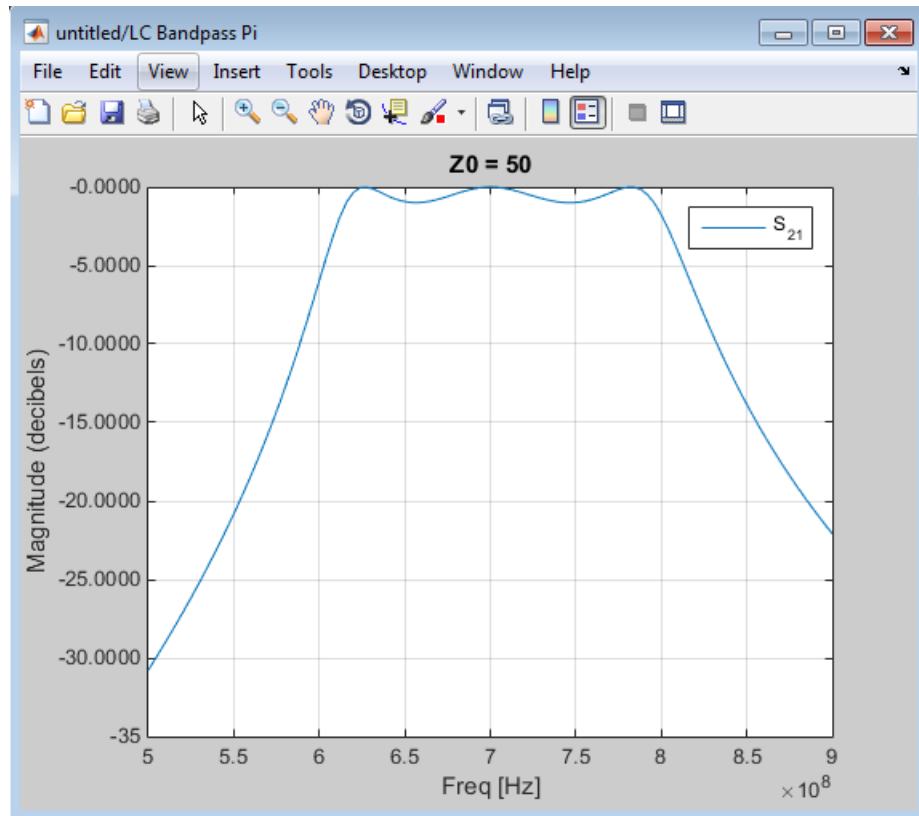 untitled/LC Bandpass Pi
File Edit View Insert Tools Desktop Window Help
Z0 = 50
S21
Magnitude (decibels)
-0.0000
-5.0000
-10.0000
-15.0000
-20.0000
-25.0000
-30.0000
-35
5 5.5 6 6.5 7 7.5 8 8.5 9
Freq [Hz]
×10^8